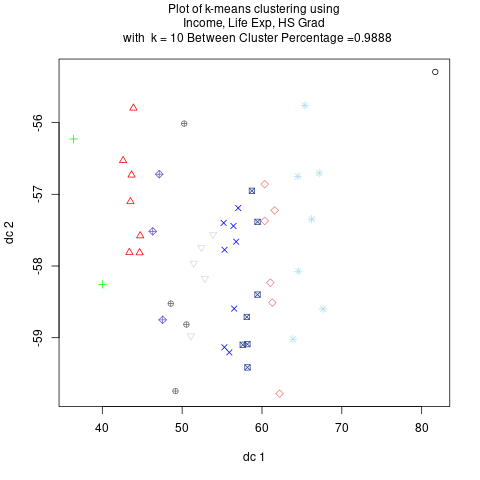 Plot of k-means clustering using
Income, Life Exp, HS Grad
with k = 10 Between Cluster Percentage =0.9888
-56
-57
-58
-59
dc 2
40 50 60 70 80
dc 1